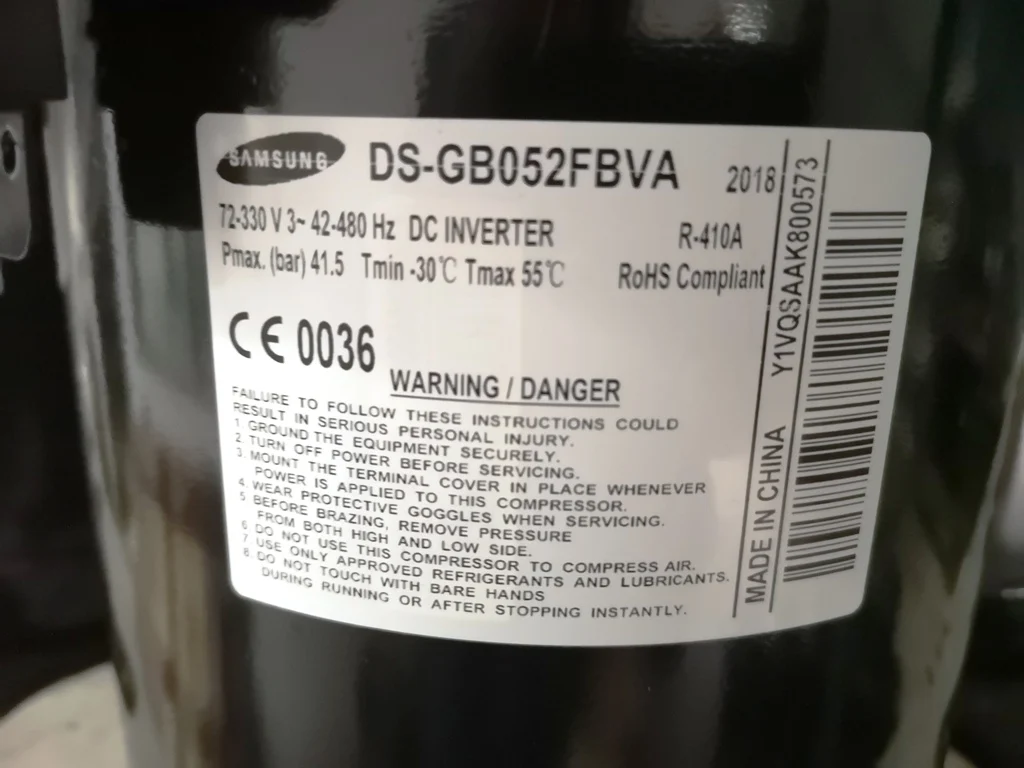 SAMSUNG DS-GB052FBVA 2018
72-330 V 3~ 42-480 Hz DC INVERTER R-410A
Pmax. (bar) 41.5 Tmin -30℃ Tmax 55℃ RoHS Compliant
CE 0036
WARNING / DANGER
FAILURE TO FOLLOW THESE INSTRUCTIONS COULD
RESULT IN SERIOUS PERSONAL INJURY.
1. GROUND THE EQUIPMENT SECURELY.
2. TURN OFF POWER BEFORE SERVICING.
3. MOUNT THE TERMINAL COVER IN PLACE WHENEVER
POWER IS APPLIED TO THIS COMPRESSOR.
4. WEAR PROTECTIVE GOGGLES WHEN SERVICING.
5 BEFORE BRAZING, REMOVE PRESSURE
FROM BOTH HIGH AND LOW SIDE.
6. DO NOT USE THIS COMPRESSOR TO COMPRESS AIR.
7. USE ONLY APPROVED REFRIGERANTS AND LUBRICANTS.
8. DO NOT TOUCH WITH BARE HANDS
DURING RUNNING OR AFTER STOPPING INSTANTLY.
MADE IN CHINA Y1VQSAAK800573